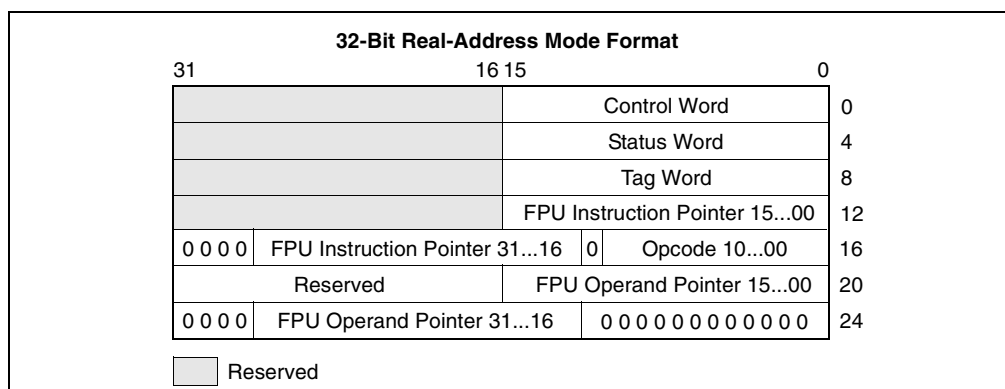 32-Bit Real-Address Mode Format
31 16 15 0
Control Word 0
Status Word 4
Tag Word 8
FPU Instruction Pointer 15...00 12
0 0 0 0 FPU Instruction Pointer 31...16 0 Opcode 10...00 16
Reserved FPU Operand Pointer 15...00 20
0 0 0 0 FPU Operand Pointer 31...16 0 0 0 0 0 0 0 0 0 0 0 0 24
Reserved